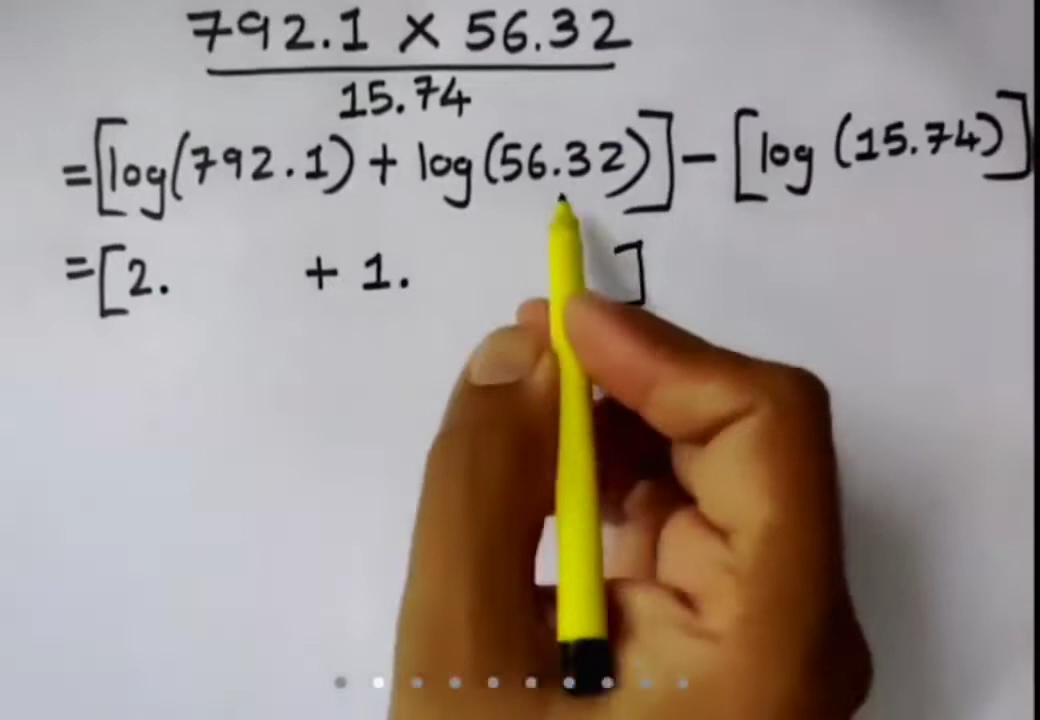 792.1 × 56.32
15.74
=[log(792.1) + log(56.32)] - [log (15.74)]
=[2. + 1. ]